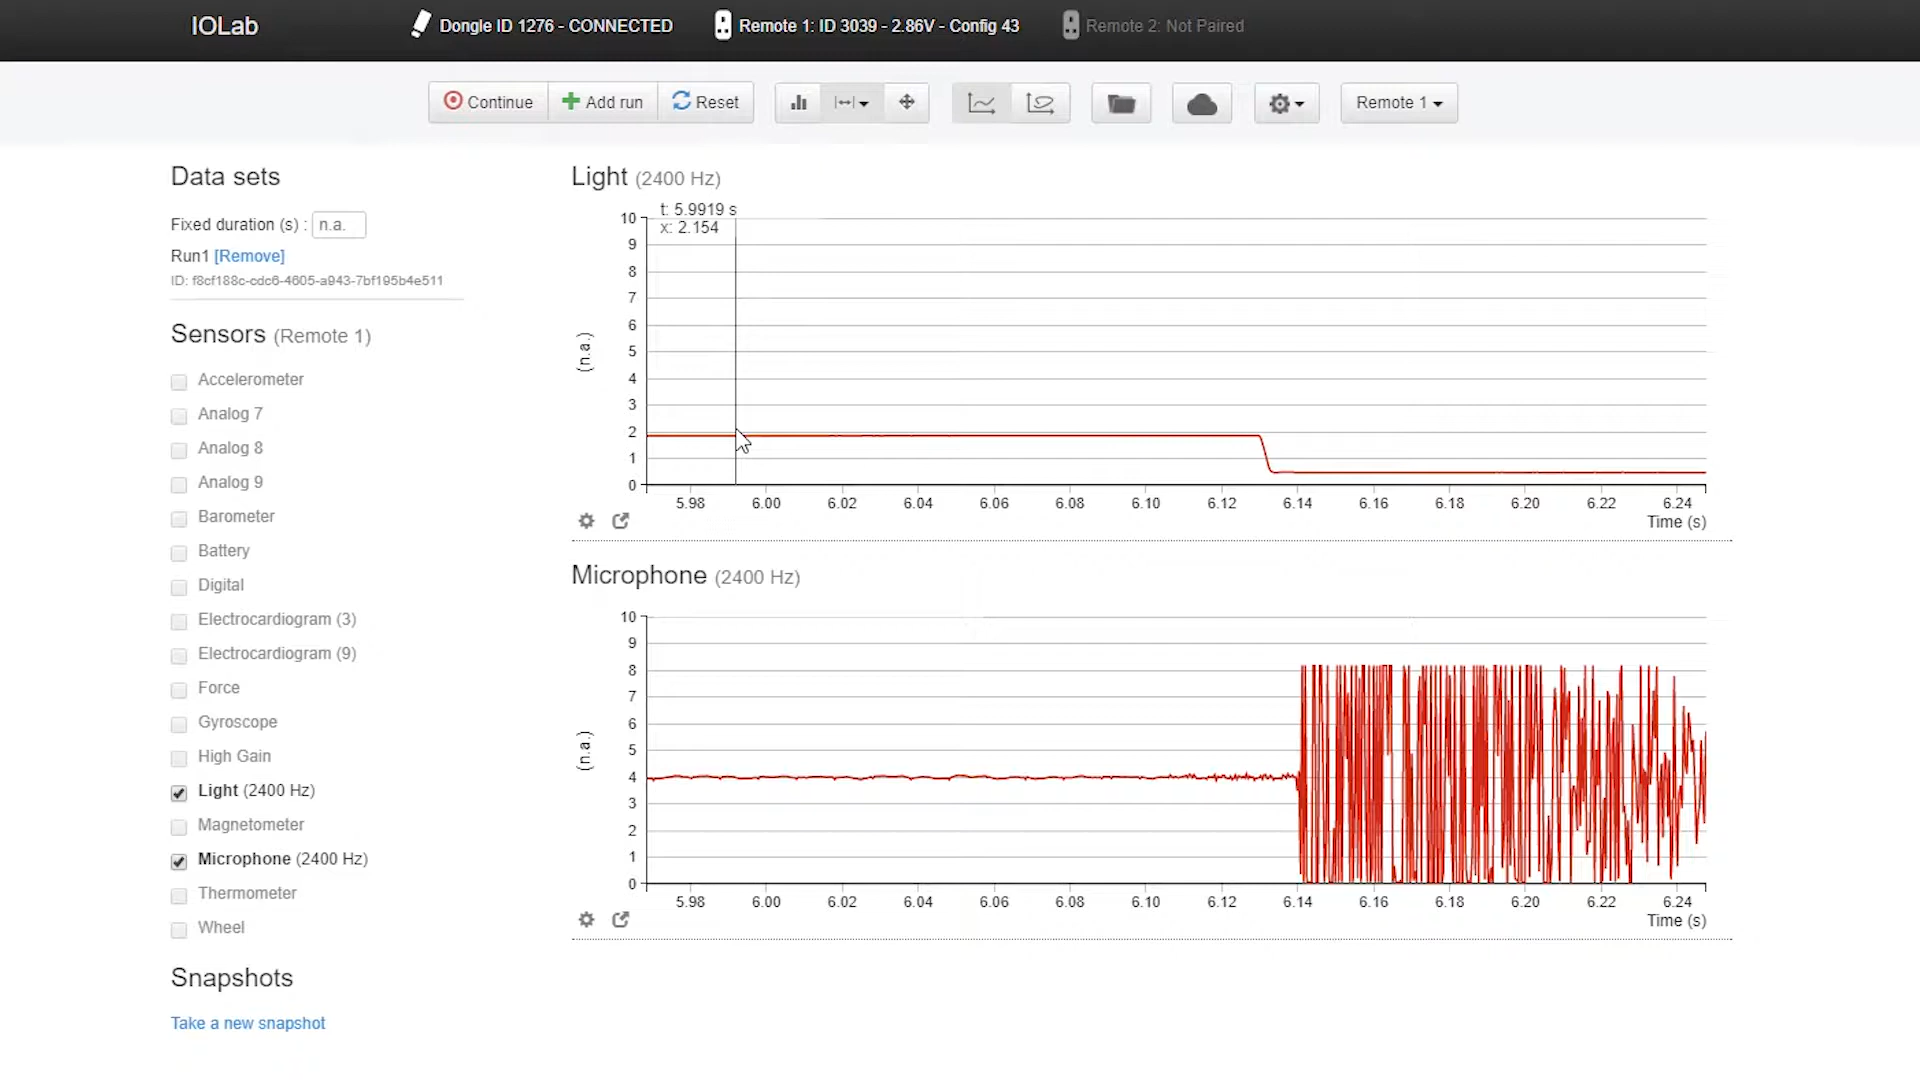 IOLab
Dongle ID 1276 - CONNECTED
Remote 1: ID 3039 - 2.86V - Config 43
Remote 2: Not Paired
Continue
Add run
Reset
Remote 1
Data sets
Fixed duration (s) : n.a.
Run1 [Remove]
ID: f8cf188c-cdc6-4605-a943-7bf195b4e511
Sensors (Remote 1)
Accelerometer
Analog 7
Analog 8
Analog 9
Barometer
Battery
Digital
Electrocardiogram (3)
Electrocardiogram (9)
Force
Gyroscope
High Gain
Light (2400 Hz)
Magnetometer
Microphone (2400 Hz)
Thermometer
Wheel
Snapshots
Take a new snapshot
Light (2400 Hz)
t: 5.9919 s
x: 2.154
10
9
8
7
6
5
4
3
2
1
0
(n.a.)
5.98 6.00 6.02 6.04 6.06 6.08 6.10 6.12 6.14 6.16 6.18 6.20 6.22 6.24
Time (s)
Microphone (2400 Hz)
10
9
8
7
6
5
4
3
2
1
0
(n.a.)
5.98 6.00 6.02 6.04 6.06 6.08 6.10 6.12 6.14 6.16 6.18 6.20 6.22 6.24
Time (s)